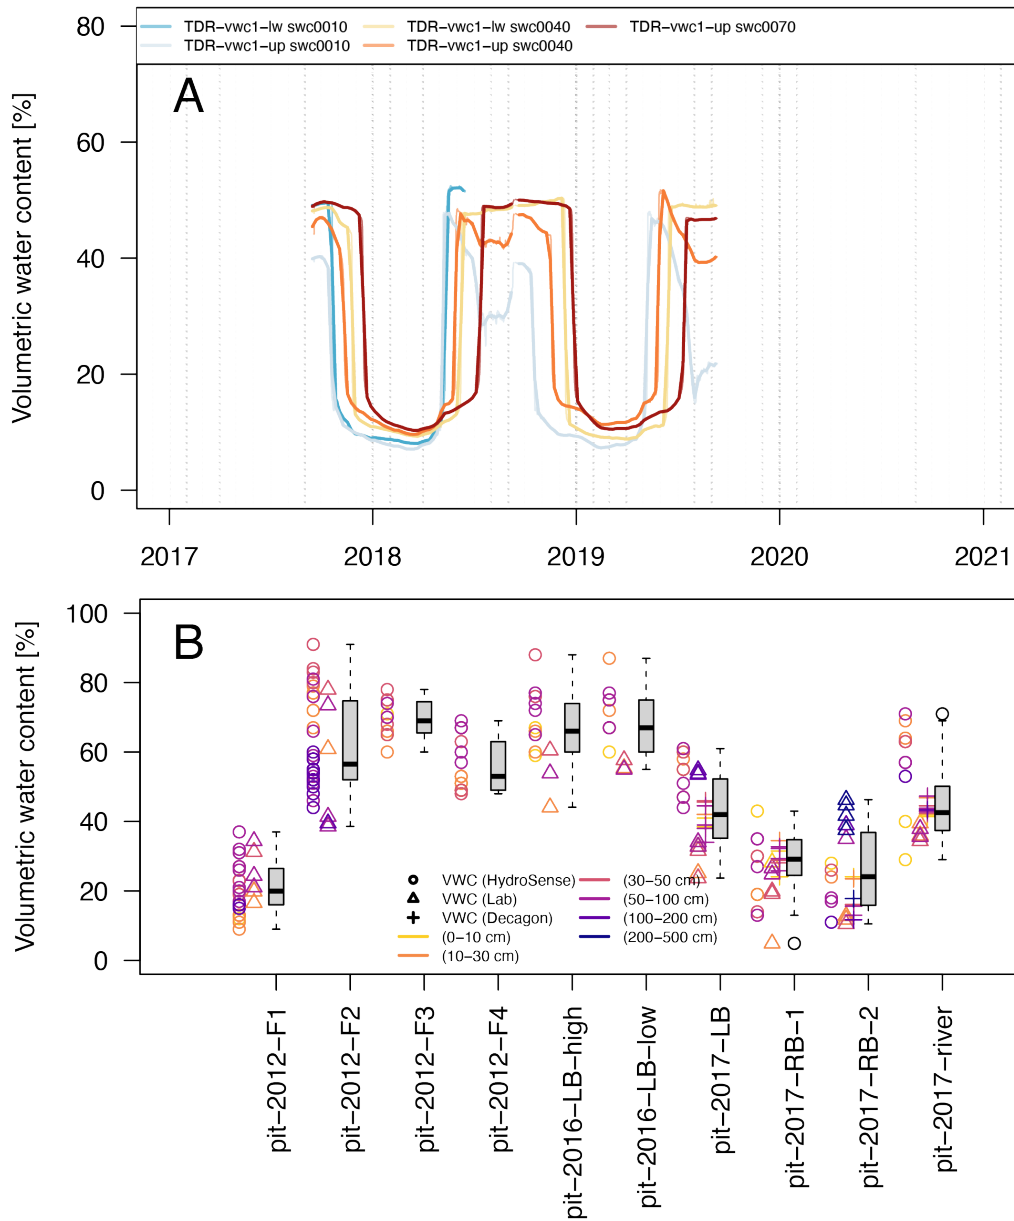 TDR−vwc1−lw swc0010 TDR−vwc1−lw swc0040 TDR−vwc1−up swc0070
TDR−vwc1−up swc0010 TDR−vwc1−up swc0040
A
Volumetric water content [%]
80
60
40
20
0
2017 2018 2019 2020 2021
B
Volumetric water content [%]
100
80
60
40
20
0
VWC (HydroSense) (30−50 cm)
VWC (Lab) (50−100 cm)
VWC (Decagon) (100−200 cm)
(0−10 cm) (200−500 cm)
(10−30 cm)
pit−2012−F1
pit−2012−F2
pit−2012−F3
pit−2012−F4
pit−2016−LB−high
pit−2016−LB−low
pit−2017−LB
pit−2017−RB−1
pit−2017−RB−2
pit−2017−river